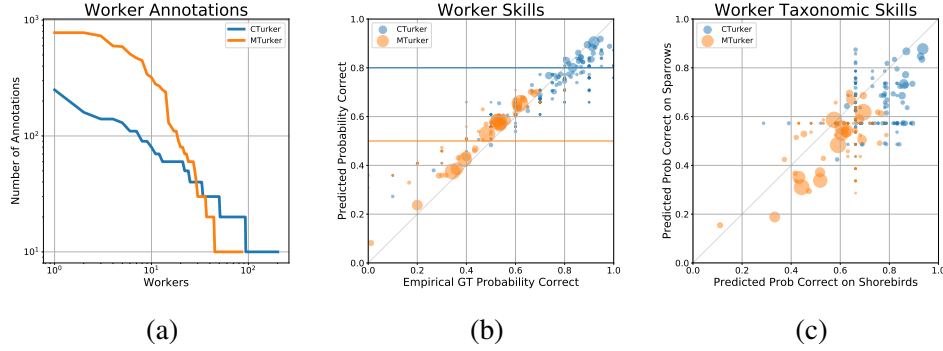 Worker Annotations
Number of Annotations
10³
10²
10¹
CTurker
MTurker
10⁰
10¹
10²
Workers
(a)
Worker Skills
Predicted Probability Correct
1.0
0.8
0.6
0.4
0.2
0.0
CTurker
MTurker
0.0 0.2 0.4 0.6 0.8 1.0
Empirical GT Probability Correct
(b)
Worker Taxonomic Skills
Predicted Prob Correct on Sparrows
1.0
0.8
0.6
0.4
0.2
0.0
CTurker
MTurker
0.0 0.2 0.4 0.6 0.8 1.0
Predicted Prob Correct on Shorebirds
(c)